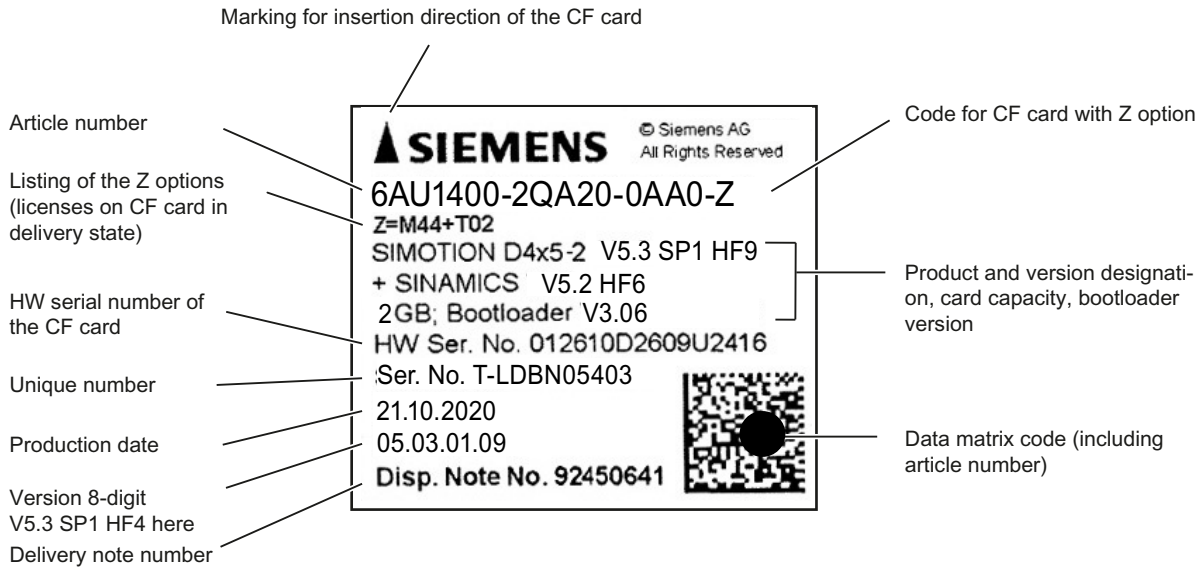 Marking for insertion direction of the CF card
Article number
Listing of the Z options
(licenses on CF card in
delivery state)
HW serial number of
the CF card
Unique number
Production date
Version 8-digit
V5.3 SP1 HF4 here
Delivery note number
SIEMENS
© Siemens AG
All Rights Reserved
6AU1400-2QA20-0AA0-Z
Z=M44+T02
SIMOTION D4x5-2 V5.3 SP1 HF9
+ SINAMICS V5.2 HF6
2GB; Bootloader V3.06
HW Ser. No. 012610D2609U2416
Ser. No. T-LDBN05403
21.10.2020
05.03.01.09
Disp. Note No. 92450641
Code for CF card with Z option
Product and version designati-
on, card capacity, bootloader
version
Data matrix code (including
article number)